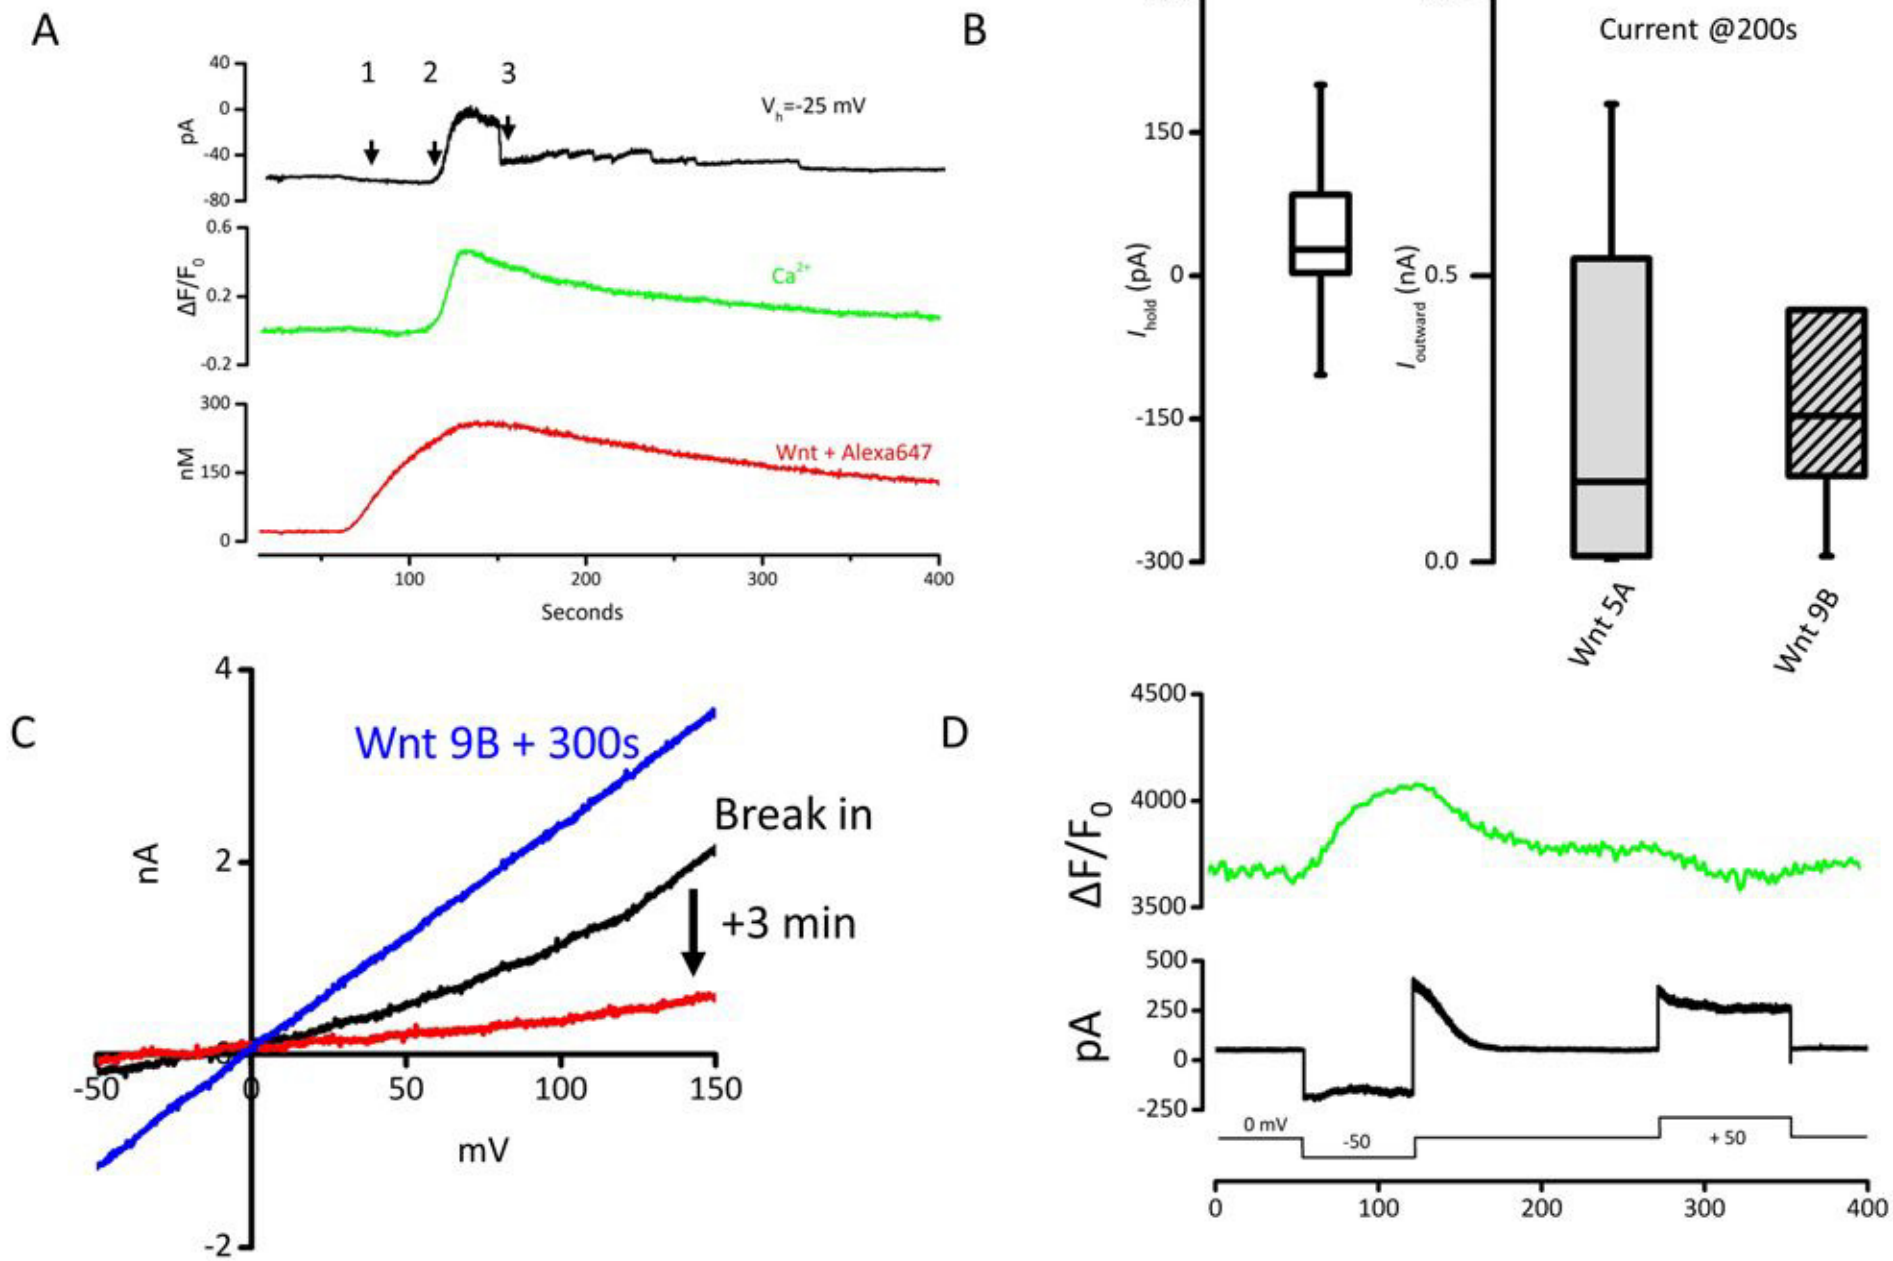 A
40
0
-40
-80
pA
1
2
3
Vh=-25 mV
0.6
0.2
-0.2
ΔF/F0
Ca2+
300
150
0
nM
Wnt + Alexa647
100
200
300
400
Seconds
B
150
0
-150
-300
Ihold (pA)
0.5
0.0
Ioutward (nA)
Current @200s
Wnt 5A
Wnt 9B
C
4
2
0
-2
nA
Wnt 9B + 300s
Break in
+3 min
-50
0
50
100
150
mV
D
4500
4000
3500
ΔF/F0
500
250
0
-250
pA
0 mV
-50
+ 50
0
100
200
300
400